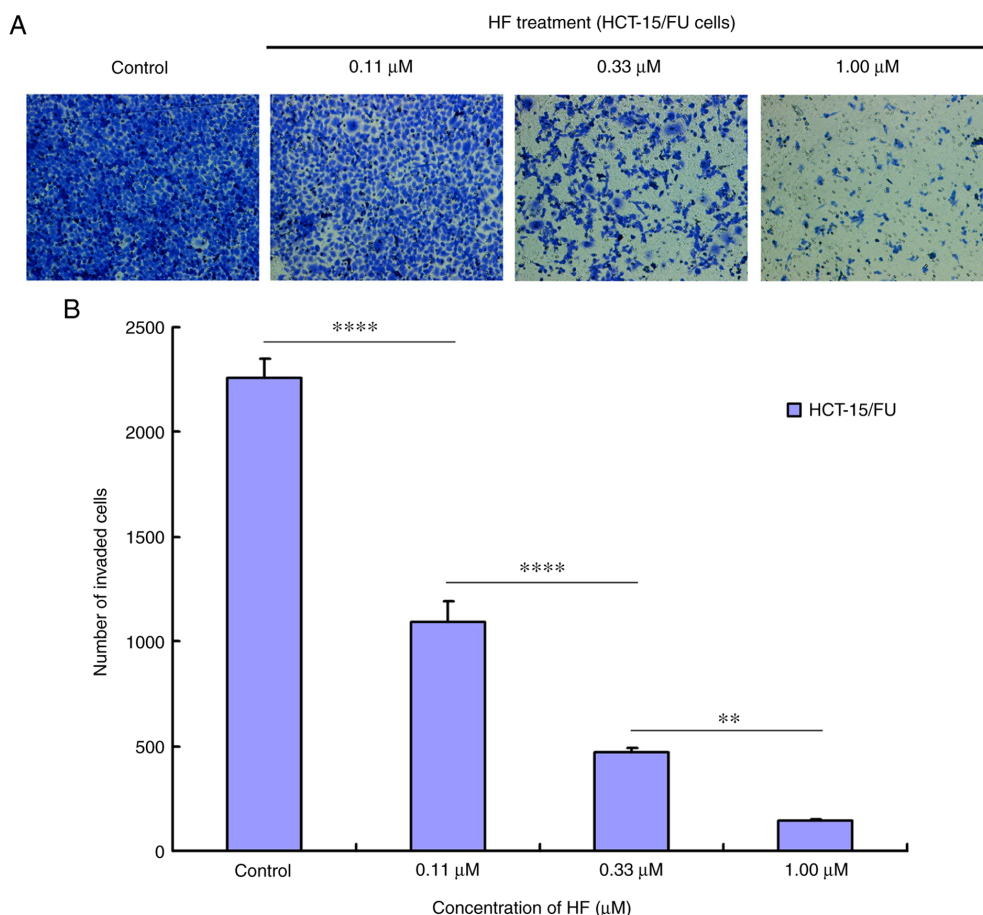 A
HF treatment (HCT-15/FU cells)
Control
0.11 μM
0.33 μM
1.00 μM
B
2500
2000
1500
1000
500
0
Number of invaded cells
****
****
**
HCT-15/FU
Control
0.11 μM
0.33 μM
1.00 μM
Concentration of HF (μM)